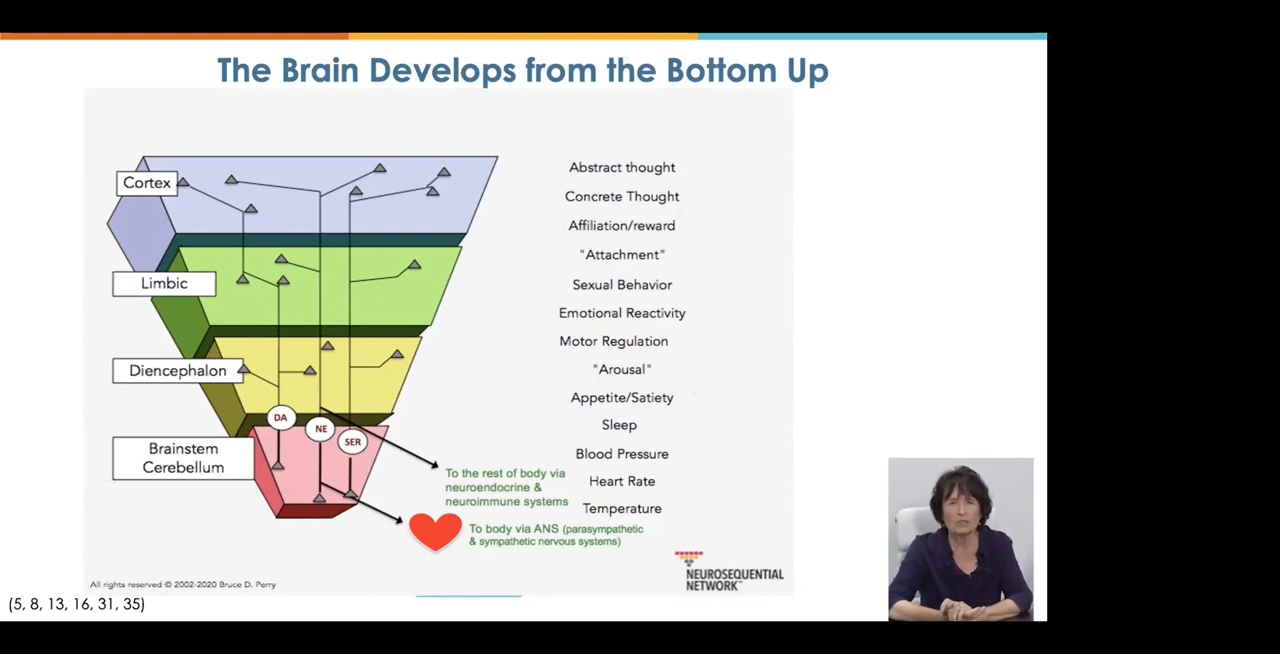 The Brain Develops from the Bottom Up
Cortex
Limbic
Diencephalon
Brainstem
Cerebellum
DA
NE
SER
Abstract thought
Concrete Thought
Affiliation/reward
"Attachment"
Sexual Behavior
Emotional Reactivity
Motor Regulation
"Arousal"
Appetite/Satiety
Sleep
Blood Pressure
Heart Rate
Temperature
To the rest of body via
neuroendocrine &
neuroimmune systems
To body via ANS (parasympathetic
& sympathetic nervous systems)
NEUROSEQUENTIAL
NETWORK™
All rights reserved © 2002-2020 Bruce D. Perry
(5, 8, 13, 16, 31, 35)